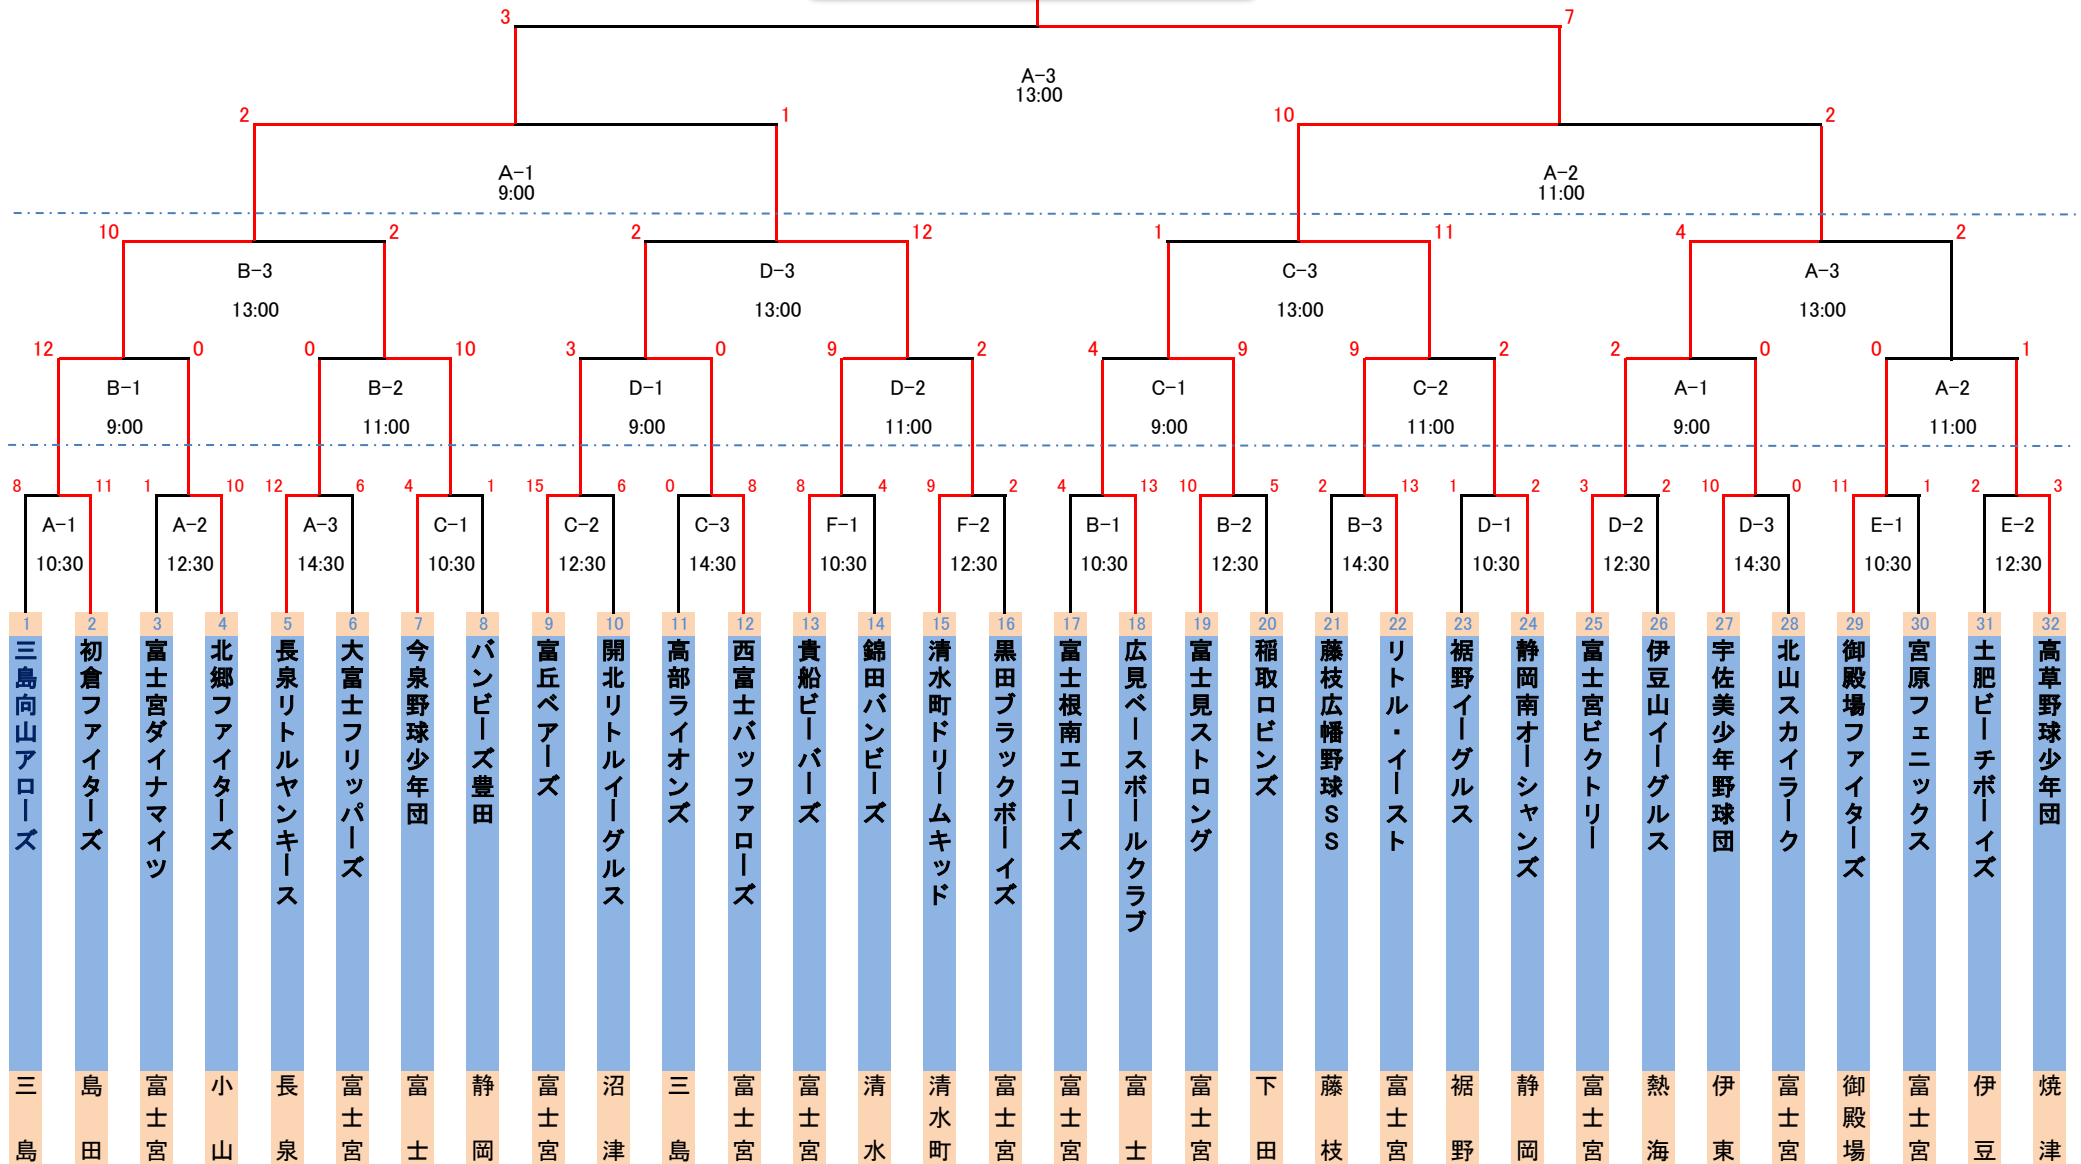 3 7
A-3
13:00
2 1 10 2
A-1 A-2
9:00 11:00
10 2 2 12 1 11 4 2
B-3 D-3 C-3 A-3
13:00 13:00 13:00 13:00
12 0 0 10 3 0 9 2 4 9 9 2 2 0 0 1
B-1 B-2 D-1 D-2 C-1 C-2 A-1 A-2
9:00 11:00 9:00 11:00 9:00 11:00 9:00 11:00
8 11 1 10 12 6 4 1 15 6 0 8 8 4 9 2 4 13 10 5 2 13 1 2 3 2 10 0 11 1 2 3
A-1 A-2 A-3 C-1 C-2 C-3 F-1 F-2 B-1 B-2 B-3 D-1 D-2 D-3 E-1 E-2
10:30 12:30 14:30 10:30 12:30 14:30 10:30 12:30 10:30 12:30 14:30 10:30 12:30 14:30 10:30 12:30
1 2 3 4 5 6 7 8 9 10 11 12 13 14 15 16 17 18 19 20 21 22 23 24 25 26 27 28 29 30 31 32
三島向山アローズ
初倉ファイターズ
富士宮ダイナマイツ
北郷ファイターズ
長泉リトルヤンキース
大富士フリッパーズ
今泉野球少年団
バンビーズ豊田
富丘ベアーズ
開北リトルイーグルス
高部ライオンズ
西富士バッファローズ
貴船ビーバーズ
錦田バンビーズ
清水町ドリームキッド
黒田ブラックボーイズ
富士根南エコーズ
広見ベースボールクラブ
富士見ストロング
稲取ロビンズ
藤枝広幡野球SS
リトル・イースト
裾野イーグルス
静岡南オーシャンズ
富士宮ビクトリー
伊豆山イーグルス
宇佐美少年野球団
北山スカイラーク
御殿場ファイターズ
宮原フェニックス
土肥ビーチボーイズ
高草野球少年団
三島
島田
富士宮
小山
長泉
富士宮
富士
静岡
富士宮
沼津
三島
富士宮
富士宮
清水
清水町
富士宮
富士宮
富士
富士宮
下田
藤枝
富士宮
裾野
静岡
富士宮
熱海
伊東
富士宮
御殿場
富士宮
伊豆
焼津